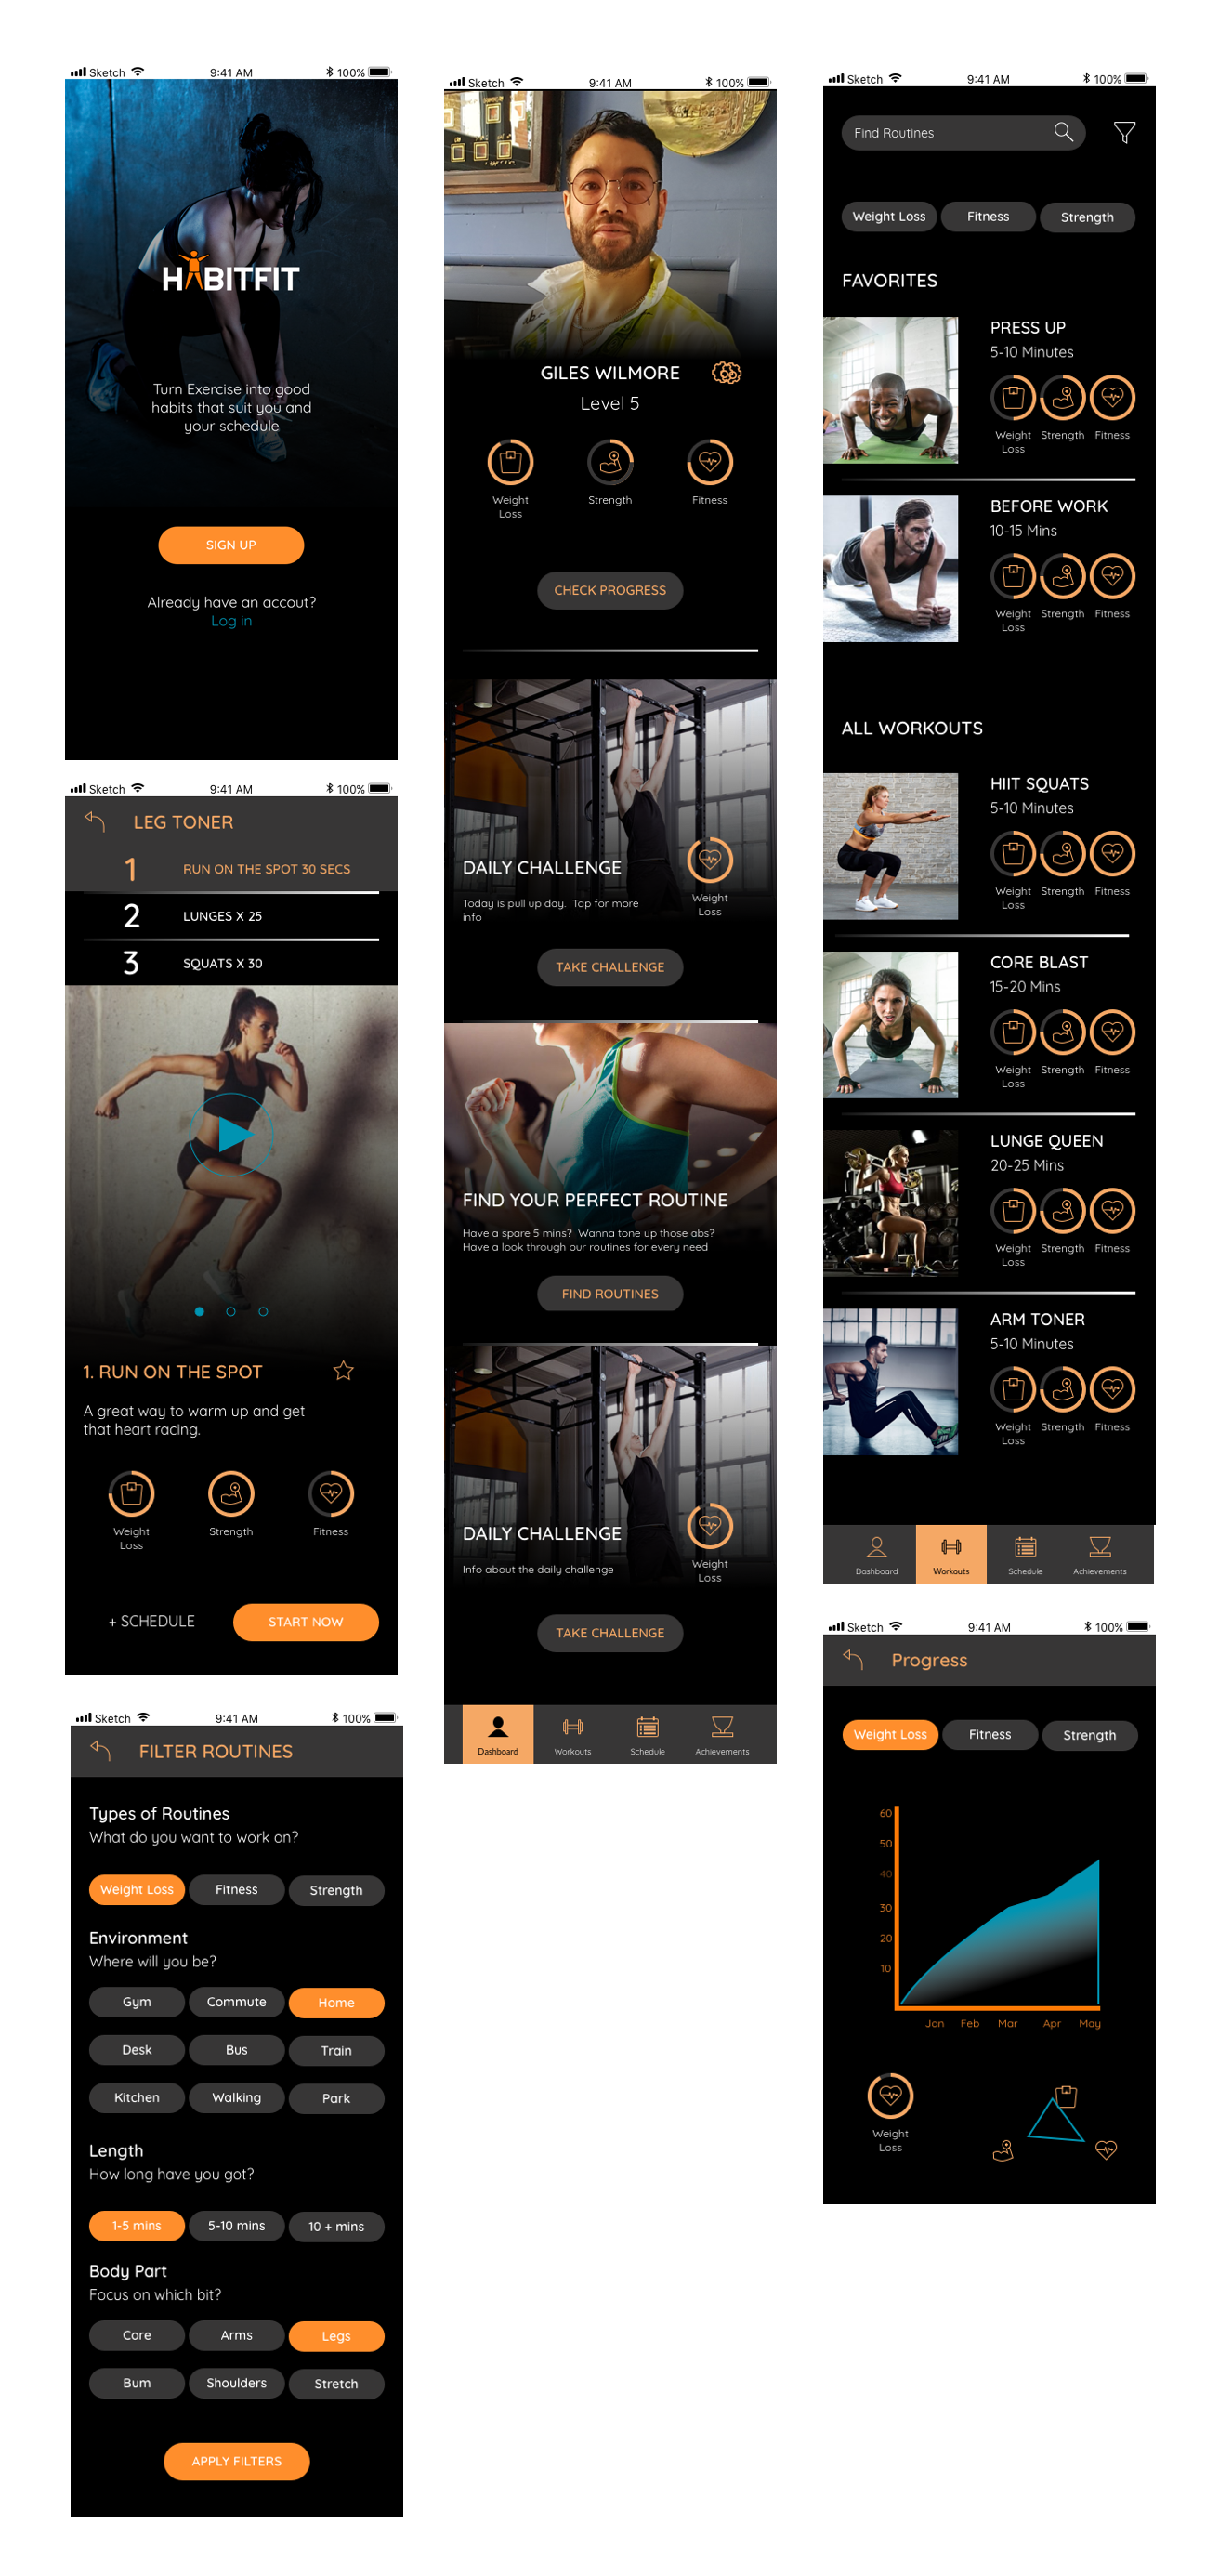 Sketch 9:41 AM 100%
HABITFIT
Turn Exercise into good
habits that suit you and
your schedule
SIGN UP
Already have an accout?
Log in
Sketch 9:41 AM 100%
LEG TONER
1 RUN ON THE SPOT 30 SECS
2 LUNGES X 25
3 SQUATS X 30
1. RUN ON THE SPOT
A great way to warm up and get
that heart racing.
Weight Loss
Strength
Fitness
+ SCHEDULE
START NOW
Sketch 9:41 AM 100%
FILTER ROUTINES
Types of Routines
What do you want to work on?
Weight Loss Fitness Strength
Environment
Where will you be?
Gym Commute Home
Desk Bus Train
Kitchen Walking Park
Length
How long have you got?
1-5 mins 5-10 mins 10 + mins
Body Part
Focus on which bit?
Core Arms Legs
Bum Shoulders Stretch
APPLY FILTERS
Sketch 9:41 AM 100%
GILES WILMORE
Level 5
Weight Loss
Strength
Fitness
CHECK PROGRESS
DAILY CHALLENGE
Today is pull up day. Tap for more
info
Weight
Loss
TAKE CHALLENGE
FIND YOUR PERFECT ROUTINE
Have a spare 5 mins? Wanna tone up those abs?
Have a look through our routines for every need
FIND ROUTINES
DAILY CHALLENGE
Info about the daily challenge
Weight
Loss
TAKE CHALLENGE
Dashboard Workouts Schedule Achievements
Sketch 9:41 AM 100%
Find Routines
Weight Loss Fitness Strength
FAVORITES
PRESS UP
5-10 Minutes
Weight Loss
Strength
Fitness
BEFORE WORK
10-15 Mins
Weight Loss
Strength
Fitness
ALL WORKOUTS
HIIT SQUATS
5-10 Minutes
Weight Loss
Strength
Fitness
CORE BLAST
15-20 Mins
Weight Loss
Strength
Fitness
LUNGE QUEEN
20-25 Mins
Weight Loss
Strength
Fitness
ARM TONER
5-10 Minutes
Weight Loss
Strength
Fitness
Dashboard Workouts Schedule Achievements
Sketch 9:41 AM 100%
Progress
Weight Loss Fitness Strength
60
50
40
30
20
10
Jan Feb Mar Apr May
Weight
Loss